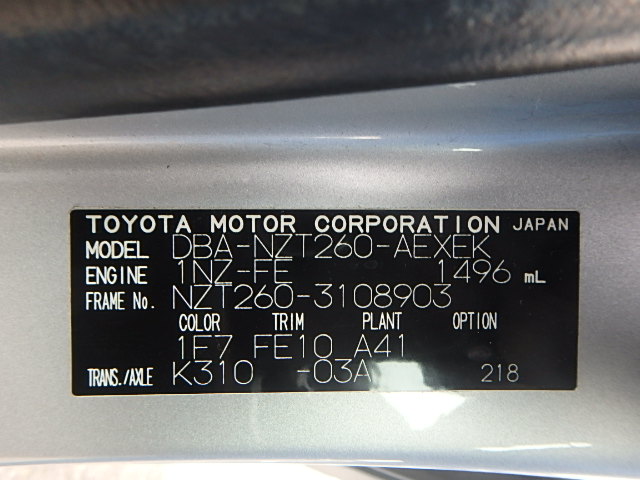 TOYOTA MOTOR CORPORATION JAPAN
MODEL DBA-NZT260-AEXEK
ENGINE 1NZ-FE 1496 mL
FRAME No. NZT260-3108903
COLOR TRIM PLANT OPTION
1F7 FE10 A41
TRANS./AXLE K310 -03A 218